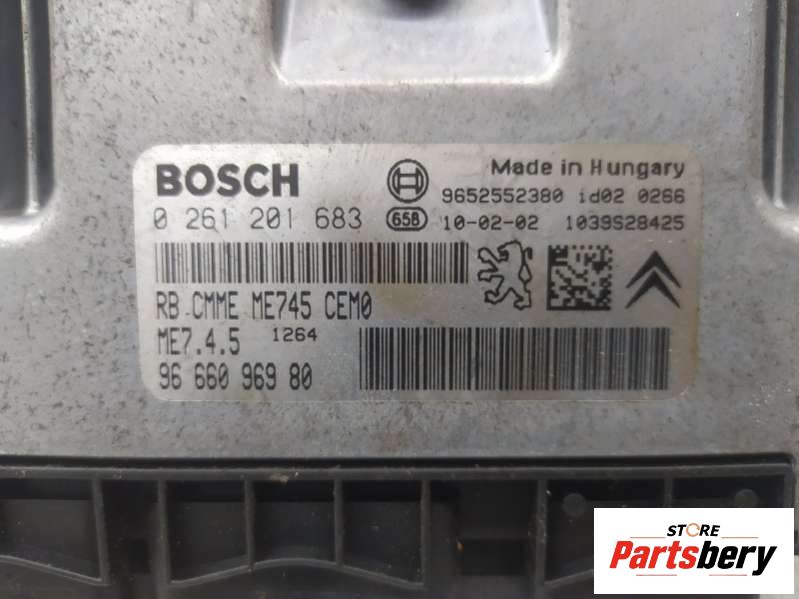 BOSCH
Made in Hungary
9652552380 id02 0266
0 261 201 683 658 10-02-02 1039S28425
RB CMME ME745 CEM0
ME7.4.5 1264
96 660 969 80
STORE
Partsbery